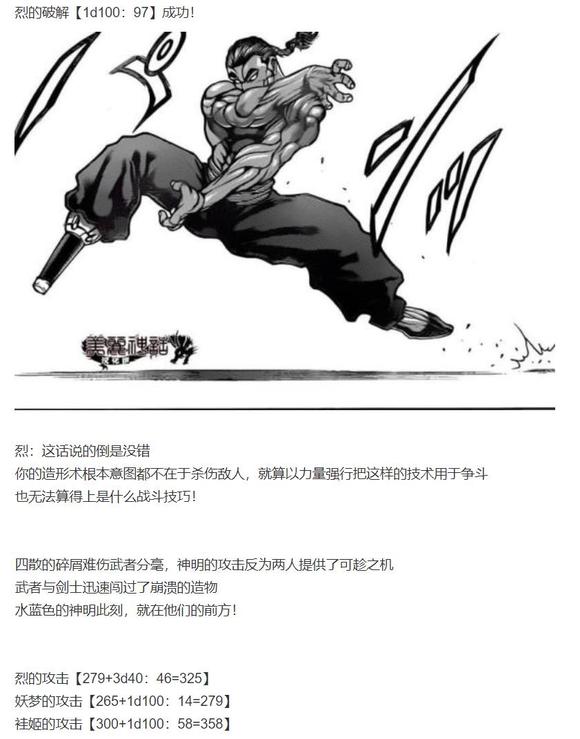 烈的破解【1d100：97】成功！
美麗神話
烈：这话说的倒是没错
你的造形术根本意图都不在于杀伤敌人，就算以力量强行把这样的技术用于争斗
也无法算得上是什么战斗技巧！
四散的碎屑难伤武者分毫，神明的攻击反为两人提供了可趁之机
武者与剑士迅速闯过了崩溃的造物
水蓝色的神明此刻，就在他们的前方！
烈的攻击【279+3d40：46=325】
妖梦的攻击【265+1d100：14=279】
袿姬的攻击【300+1d100：58=358】